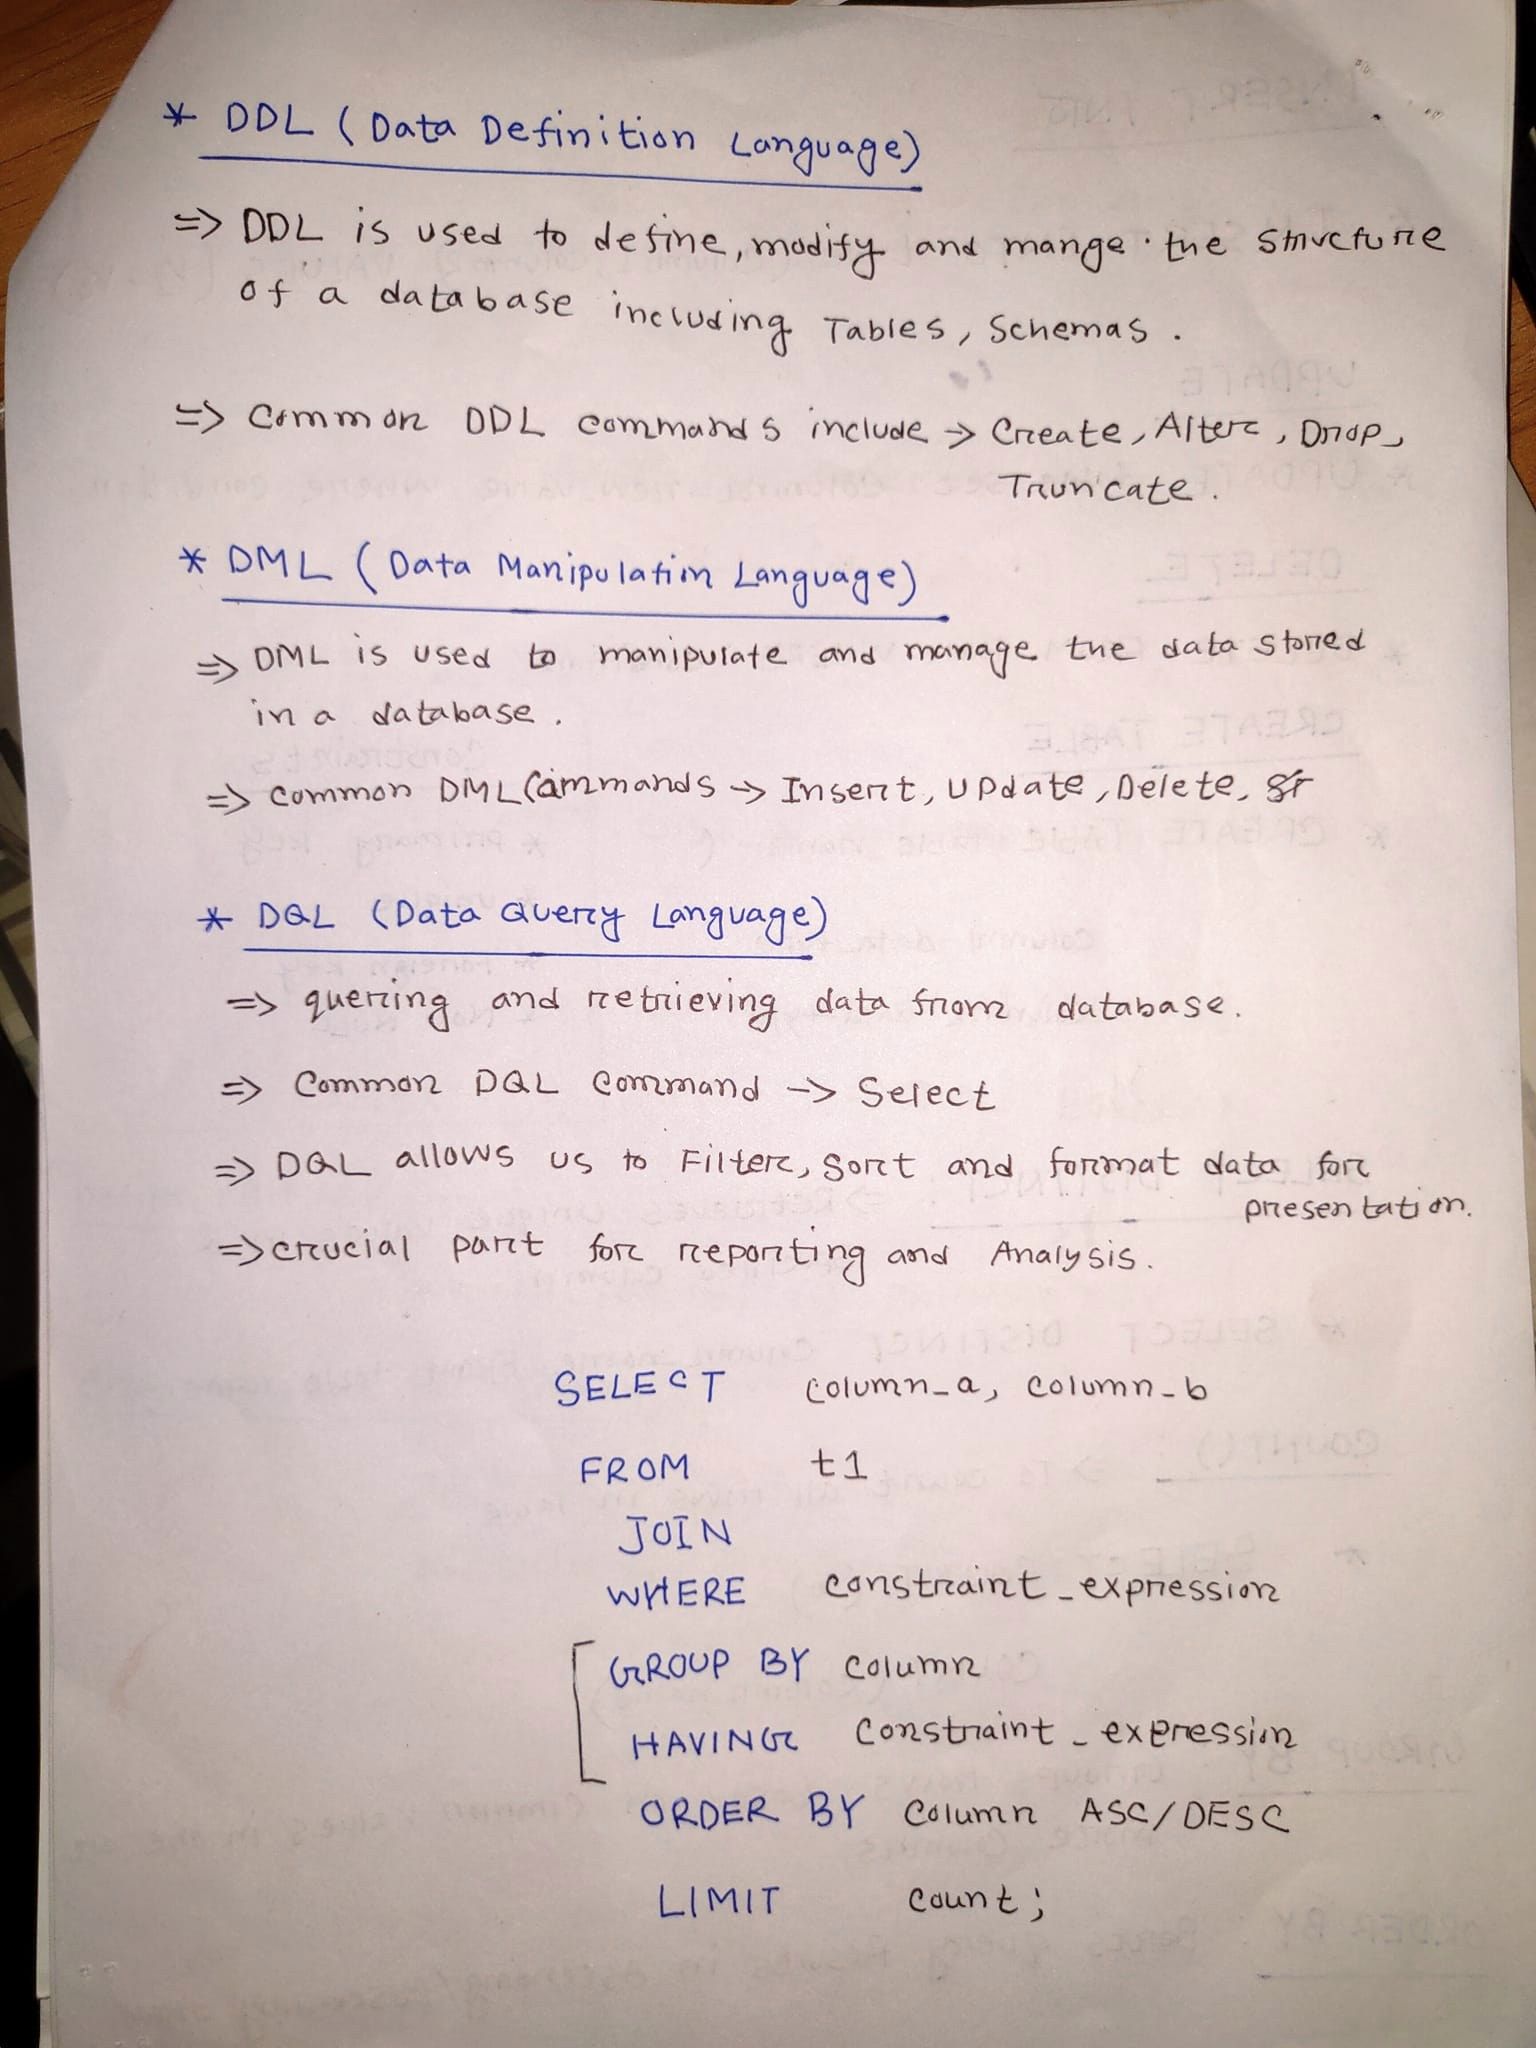 * DDL (Data Definition Language)
=> DDL is used to define, modify and mange the structure
of a database including Tables, Schemas.
=> Common DDL commands include -> Create, Alter, Drop,
Truncate.
* DML (Data Manipulation Language)
=> DML is used to manipulate and manage the data stored
in a database.
=> common DML Commands -> Insert, Update, Delete,
* DQL (Data Query Language)
=> quering and retrieving data from database.
=> Common DQL Command -> Select
=> DQL allows us to Filter, Sort and format data for
presentation.
=> crucial part for reporting and Analysis.
SELECT column_a, column_b
FROM t1
JOIN
WHERE constraint_expression
GROUP BY column
HAVING constraint_expression
ORDER BY column ASC/DESC
LIMIT count;